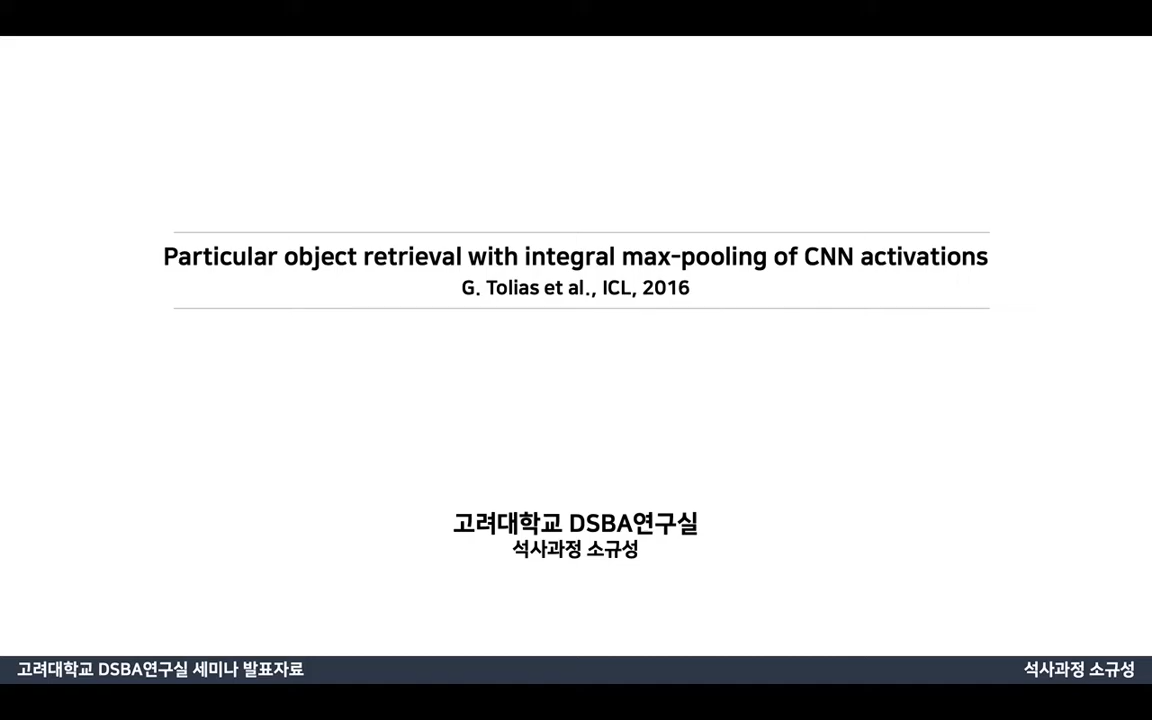 Particular object retrieval with integral max-pooling of CNN activations
G. Tolias et al., ICL, 2016
고려대학교 DSBA연구실
석사과정 소규성
고려대학교 DSBA연구실 세미나 발표자료
석사과정 소규성